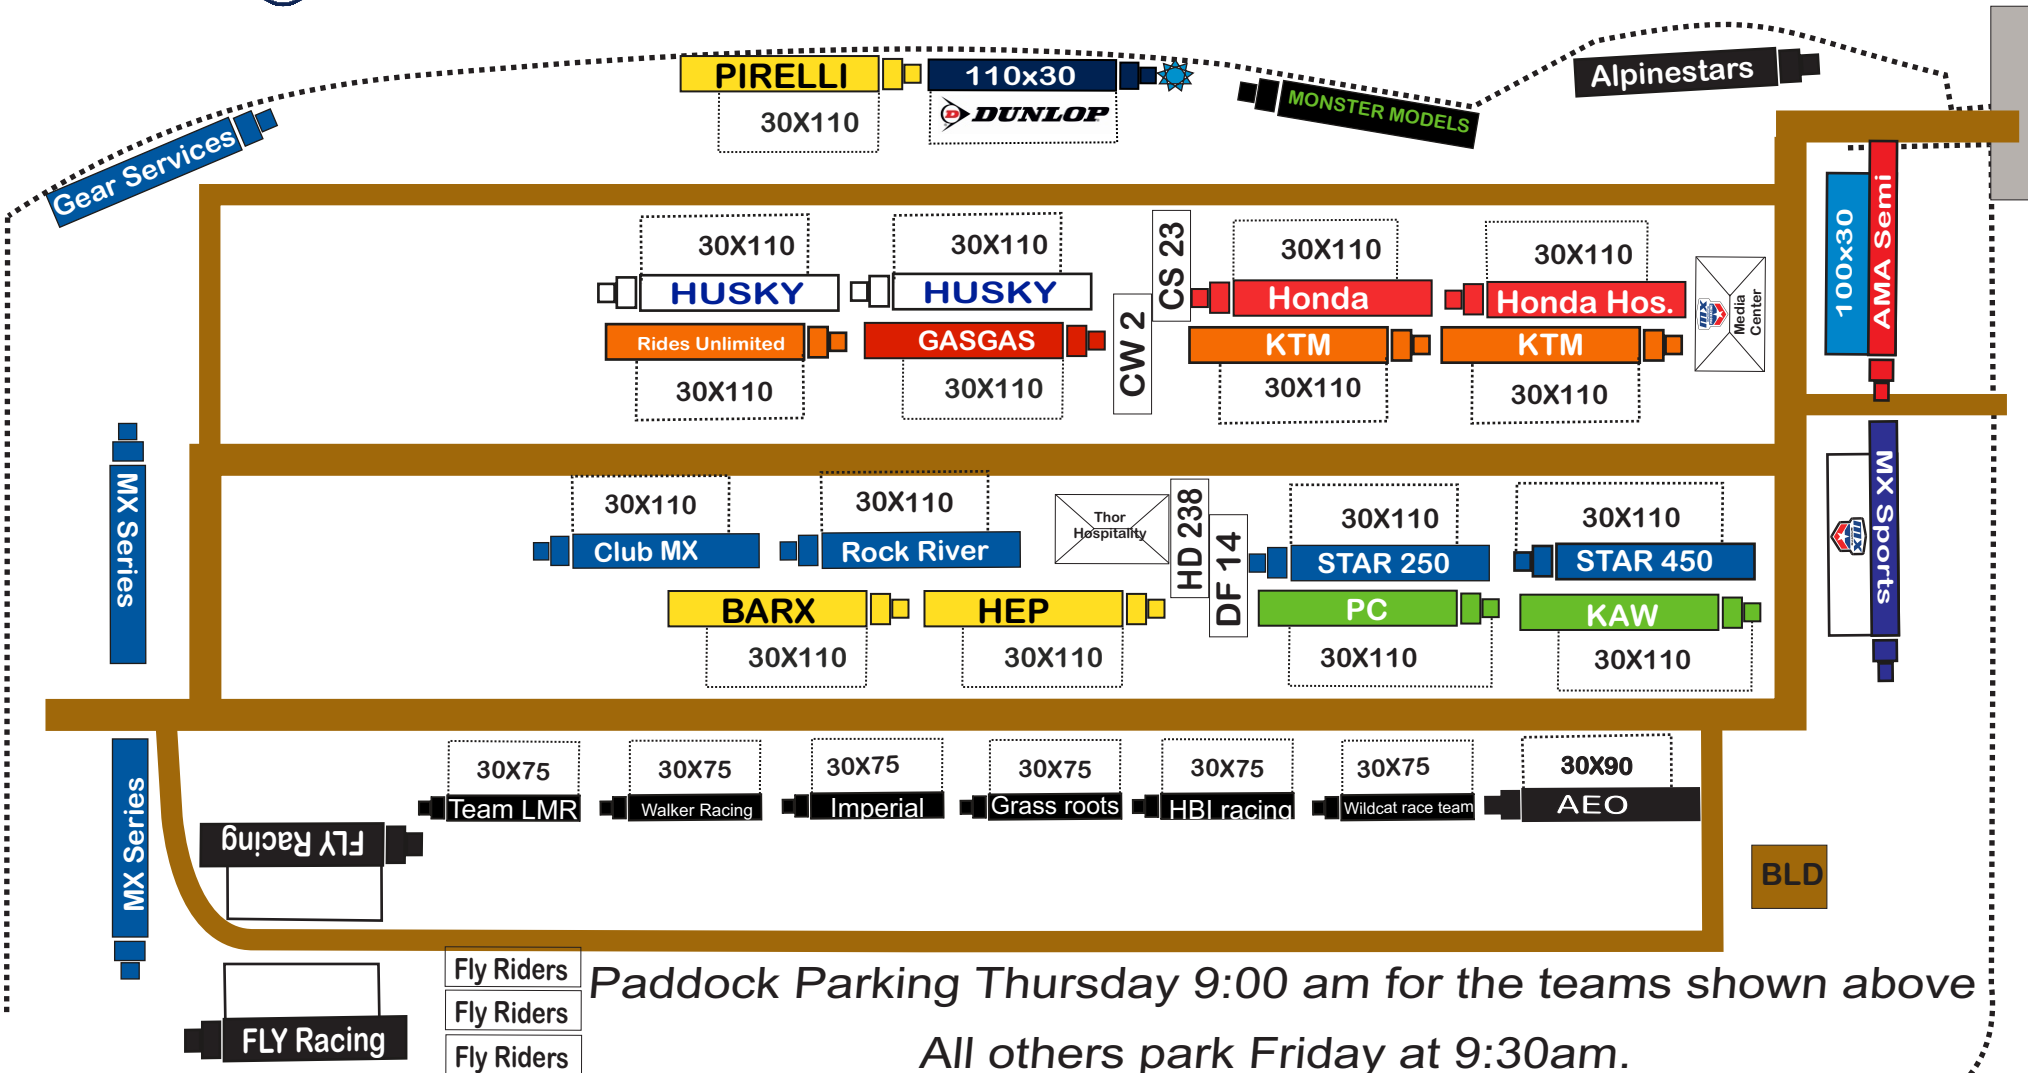 PIRELLI
110x30
30X110
DUNLOP
MONSTER MODELS
Alpinestars
Gear Services
30X110
30X110
CS 23
30X110
30X110
HUSKY
HUSKY
Honda
Honda Hos.
Media
Center
100x30
AMA Semi
Rides Unlimited
GASGAS
CW 2
KTM
KTM
30X110
30X110
30X110
30X110
MX Series
30X110
30X110
Thor
Hospitality
HD 238
30X110
30X110
MX Sports
Club MX
Rock River
DF 14
STAR 250
STAR 450
BARX
HEP
PC
KAW
30X110
30X110
30X110
30X110
MX Series
30X75
30X75
30X75
30X75
30X75
30X75
30X90
Team LMR
Walker Racing
Imperial
Grass roots
HBI racing
Wildcat race team
AEO
FLY Racing
BLD
Fly Riders
Fly Riders
Fly Riders
FLY Racing
Paddock Parking Thursday 9:00 am for the teams shown above
All others park Friday at 9:30am.